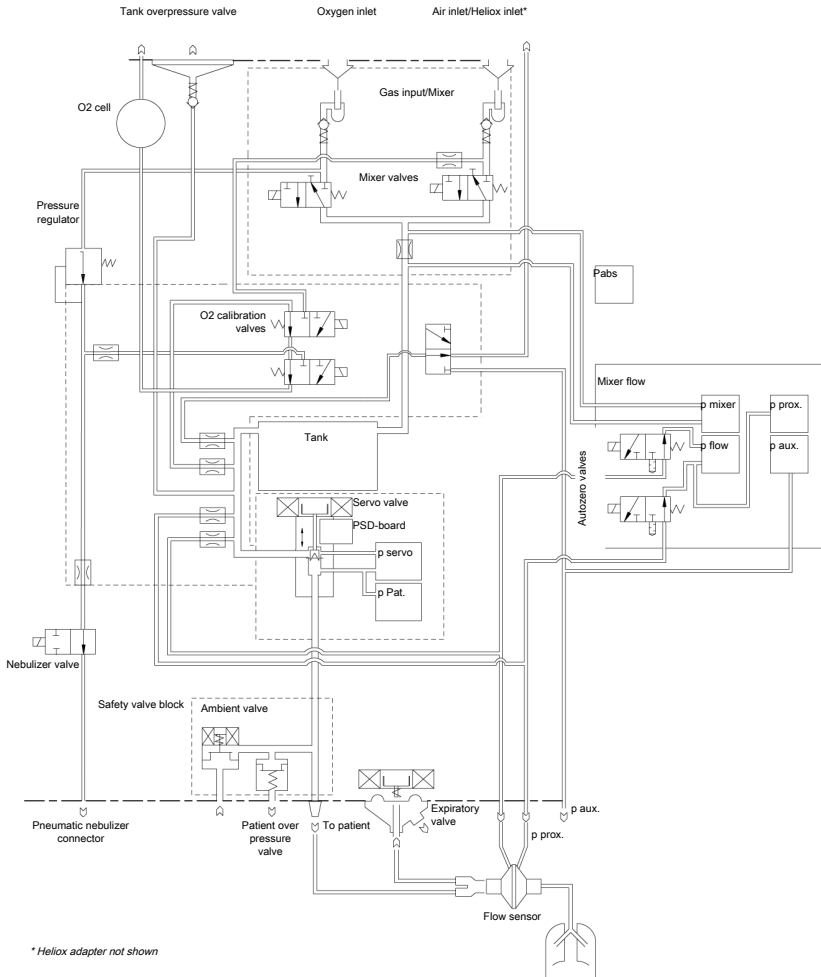 Tank overpressure valve
Oxygen inlet
Air inlet/Heliox inlet*
O2 cell
Gas input/Mixer
Mixer valves
Pressure
regulator
Pabs
O2 calibration
valves
Mixer flow
p mixer
p prox.
p flow
p aux.
Tank
Autozero valves
Servo valve
PSD-board
p servo
p Pat.
Nebulizer valve
Safety valve block
Ambient valve
Pneumatic nebulizer
connector
Patient over
pressure
valve
To patient
Expiratory
valve
p aux.
p prox.
Flow sensor
* Heliox adapter not shown